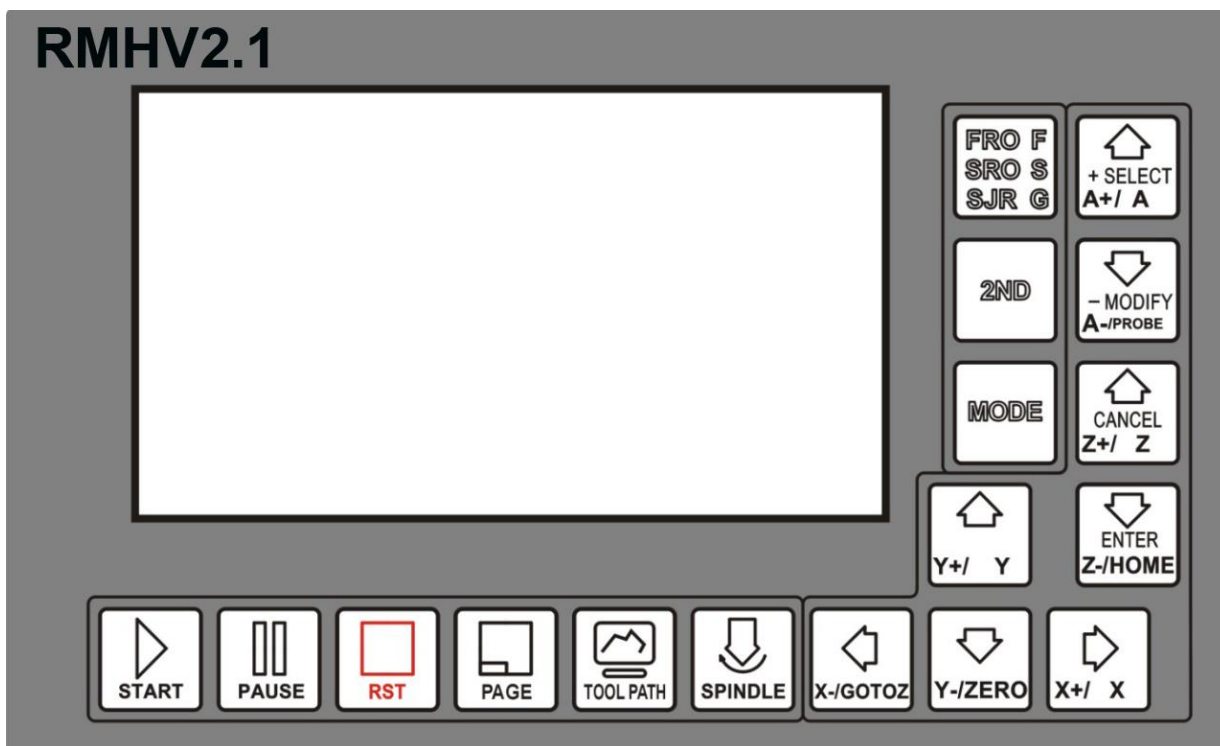 RMHV2.1
FRO F
SRO S
SJR G
+ SELECT
A+/ A
2ND
– MODIFY
A-/PROBE
MODE
CANCEL
Z+/ Z
Y+/ Y
ENTER
Z-/HOME
START
PAUSE
RST
PAGE
TOOL PATH
SPINDLE
X-/GOTOZ
Y-/ZERO
X+/ X